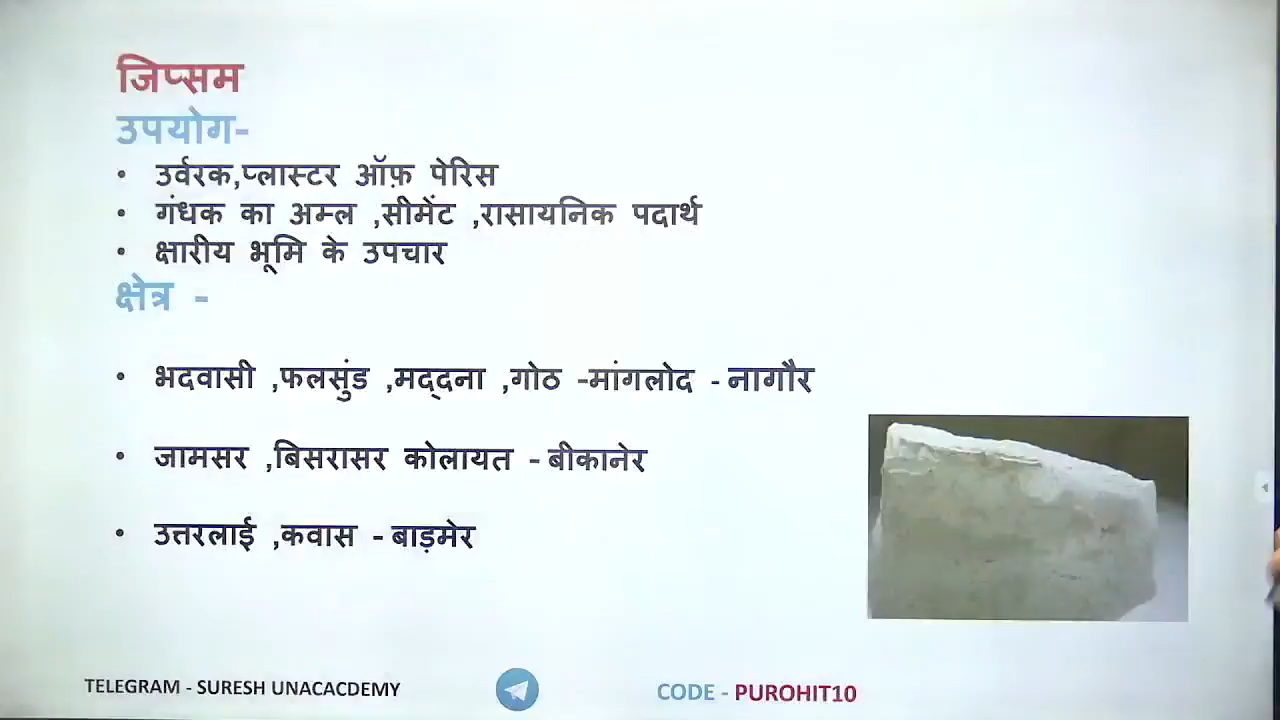 जिप्सम
उपयोग-
• उर्वरक,प्लास्टर ऑफ़ पेरिस
• गंधक का अम्ल ,सीमेंट ,रासायनिक पदार्थ
• क्षारीय भूमि के उपचार
क्षेत्र -
• भदवासी ,फलसुंड ,मद्दना ,गोठ -मांगलोद - नागौर
• जामसर ,बिसरासर कोलायत - बीकानेर
• उत्तरलाई ,कवास - बाड़मेर
TELEGRAM - SURESH UNACACDEMY
CODE - PUROHIT10